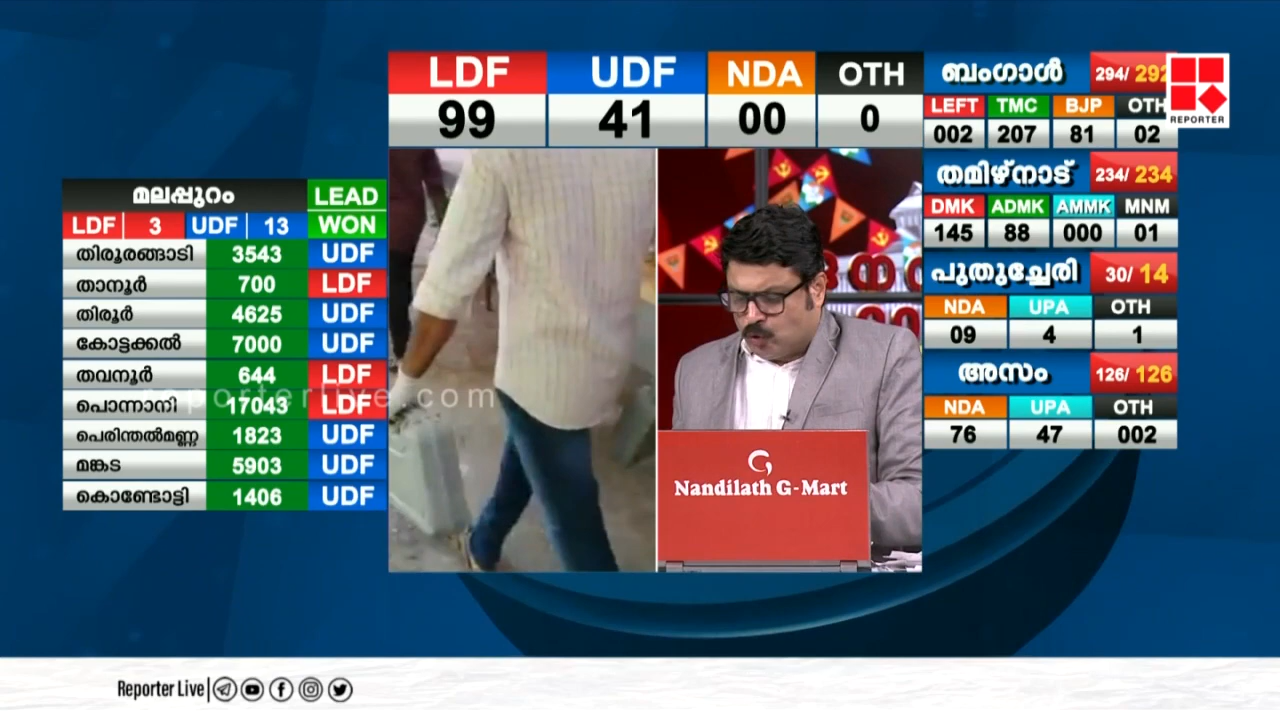 LDF UDF NDA OTH
99 41 00 0
മലപ്പുറം LEAD
LDF 3 UDF 13 WON
തിരൂരങ്ങാടി 3543 UDF
താനൂർ 700 LDF
തിരൂർ 4625 UDF
കോട്ടക്കൽ 7000 UDF
തവനൂർ 644 LDF
പൊന്നാനി 17043 LDF
പെരിന്തൽമണ്ണ 1823 UDF
മങ്കട 5903 UDF
കൊണ്ടോട്ടി 1406 UDF
reporterlive.com
Nandilath G-Mart
ബംഗാൾ 294/ 292
LEFT TMC BJP OTH
002 207 81 02
തമിഴ്നാട് 234/ 234
DMK ADMK AMMK MNM
145 88 000 01
പുതുച്ചേരി 30/ 14
NDA UPA OTH
09 4 1
അസം 126/ 126
NDA UPA OTH
76 47 002
REPORTER
Reporter Live